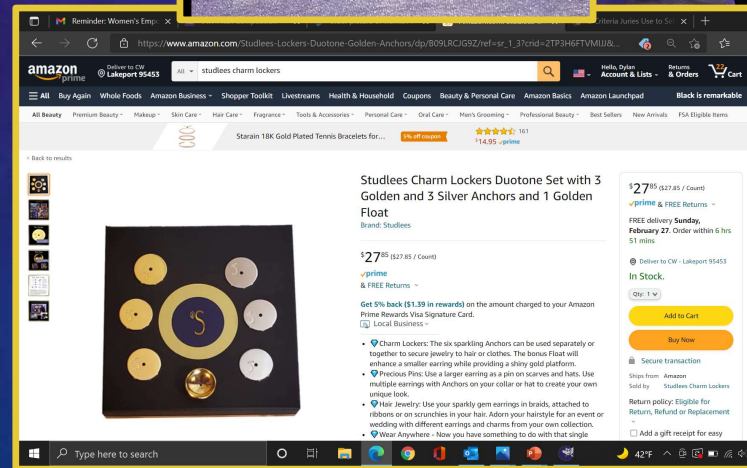 Reminder: Women's Emp
Criteria Juries Use to Se
https://www.amazon.com/Studlees-Lockers-Duotone-Golden-Anchors/dp/B09LRCJG9Z/ref=sr_1_3?crid=2TP3H6FTVMIJJ&...
amazon prime
Deliver to CW
Lakeport 95453
All
studlees charm lockers
Hello, Dylan
Account & Lists
Returns
& Orders
22
Cart
All Buy Again Whole Foods Amazon Business Shopper Toolkit Livestreams Health & Household Coupons Beauty & Personal Care Amazon Basics Amazon Launchpad Black is remarkable
All Beauty Premium Beauty Makeup Skin Care Hair Care Fragrance Tools & Accessories Personal Care Oral Care Men's Grooming Professional Beauty Best Sellers New Arrivals FSA Eligible Items
Starain 18K Gold Plated Tennis Bracelets for...
5% off coupon
161
$14.95 prime
‹ Back to results
Studlees Charm Lockers Duotone Set with 3
Golden and 3 Silver Anchors and 1 Golden
Float
Brand: Studlees
$2785 ($27.85 / Count)
prime
& FREE Returns
Get 5% back ($1.39 in rewards) on the amount charged to your Amazon
Prime Rewards Visa Signature Card.
Local Business
• Charm Lockers: The six sparkling Anchors can be used separately or
together to secure jewelry to hair or clothes. The bonus Float will
enhance a smaller earring while providing a shiny gold platform.
• Precious Pins: Use a larger earring as a pin on scarves and hats. Use
multiple earrings with Anchors on your collar or hat to create your own
unique look.
• Hair Jewelry: Use your sparkly gem earrings in braids, attached to
ribbons or on scrunchies in your hair. Adorn your hairstyle for an event or
wedding with different earrings and charms from your own collection.
• Wear Anywhere - Now you have something to do with that single
$2785 ($27.85 / Count)
prime & FREE Returns
FREE delivery Sunday,
February 27. Order within 6 hrs
51 mins
Deliver to CW - Lakeport 95453
In Stock.
Qty: 1
Add to Cart
Buy Now
Secure transaction
Ships from Amazon
Sold by Studlees Charm Lockers
Return policy: Eligible for
Return, Refund or Replacement
Add a gift receipt for easy
S
Type here to search
42°F